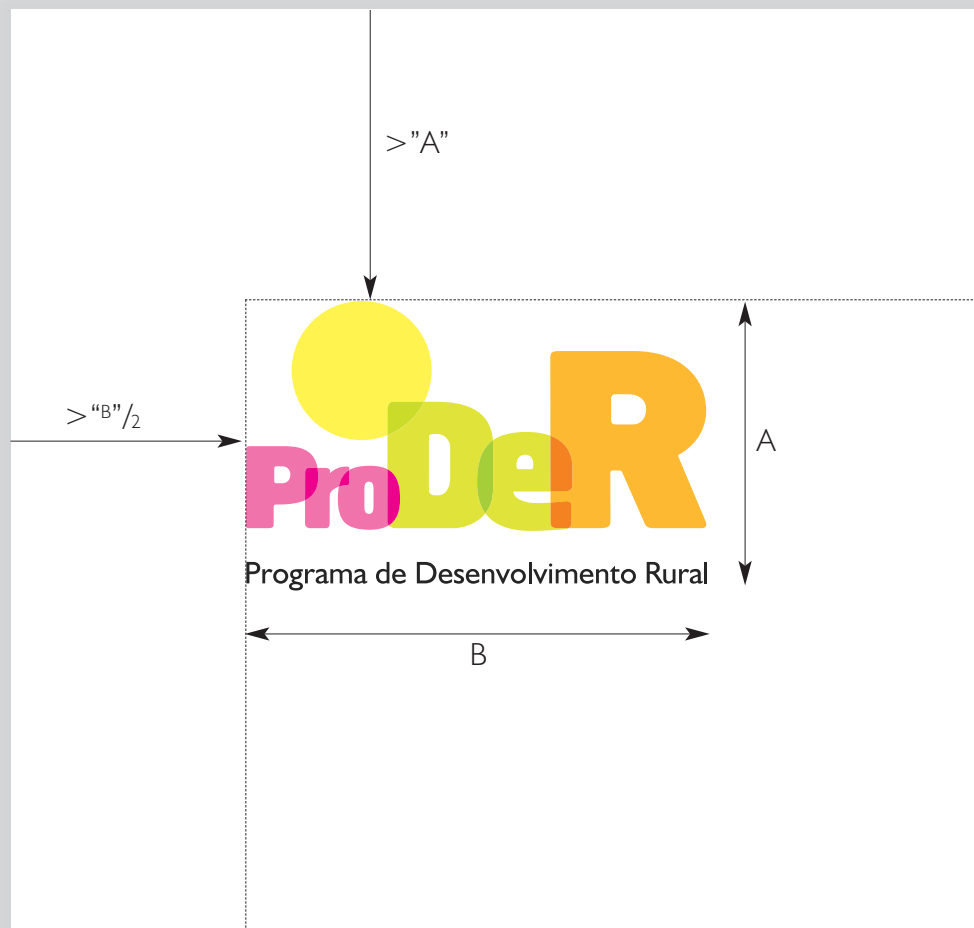 >”A”
>“B”/2
ProDeR
A
Programa de Desenvolvimento Rural
B